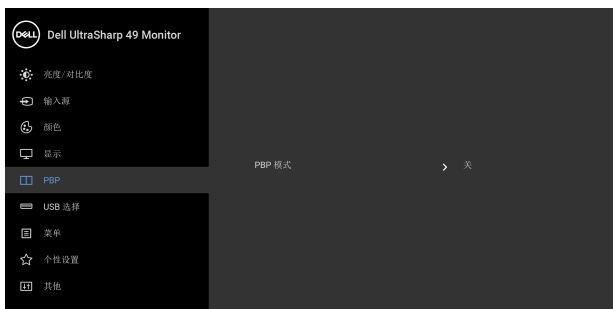 DELL Dell UltraSharp 49 Monitor
亮度/对比度
输入源
颜色
显示
PBP
PBP 模式 关
USB 选择
菜单
个性设置
其他